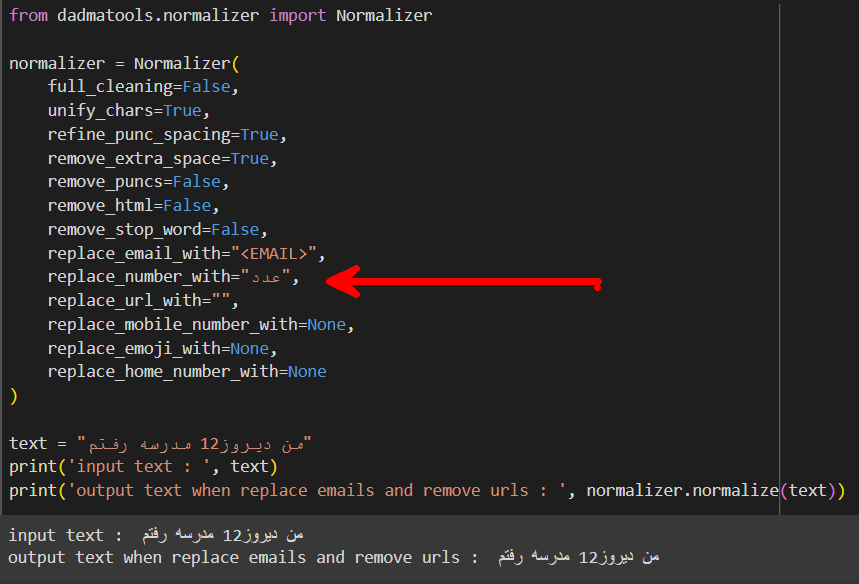 from dadmatools.normalizer import Normalizer
normalizer = Normalizer(
    full_cleaning=False,
    unify_chars=True,
    refine_punc_spacing=True,
    remove_extra_space=True,
    remove_puncs=False,
    remove_html=False,
    remove_stop_word=False,
    replace_email_with="<EMAIL>",
    replace_number_with="عدد",
    replace_url_with="",
    replace_mobile_number_with=None,
    replace_emoji_with=None,
    replace_home_number_with=None
)
text = "من دیروز12 مدرسه رفتم"
print('input text : ', text)
print('output text when replace emails and remove urls : ', normalizer.normalize(text))
input text :  من دیروز12 مدرسه رفتم
output text when replace emails and remove urls :  من دیروز12 مدرسه رفتم